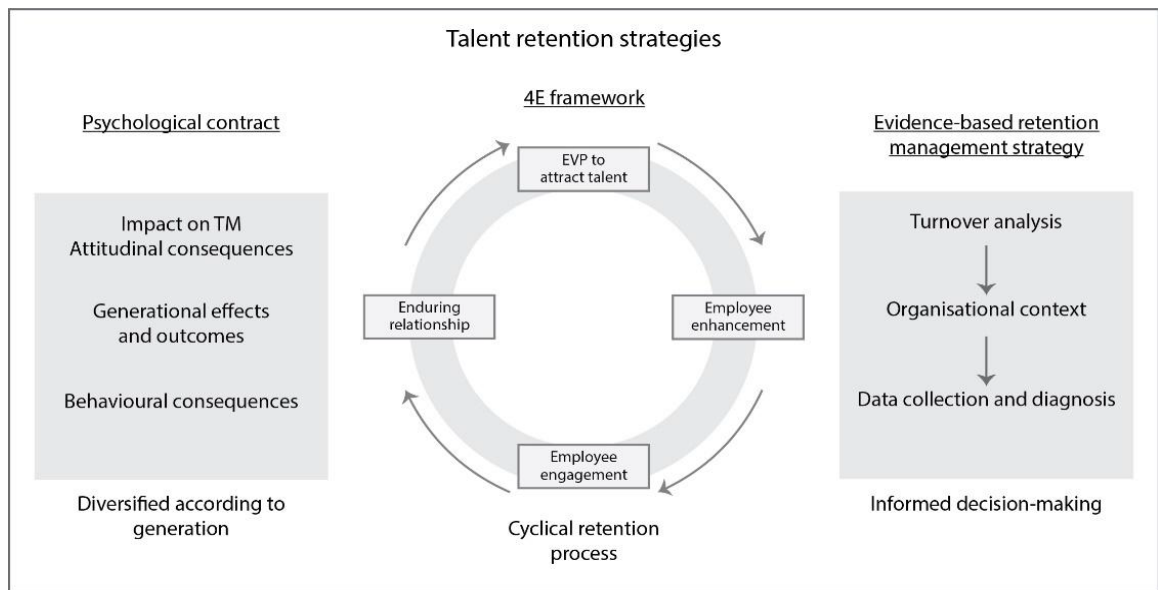 Talent retention strategies
Psychological contract
Impact on TM
Attitudinal consequences
Generational effects
and outcomes
Behavioural consequences
Diversified according to
generation
4E framework
EVP to
attract talent
Employee
enhancement
Employee
engagement
Enduring
relationship
Cyclical retention
process
Evidence-based retention
management strategy
Turnover analysis
Organisational context
Data collection and diagnosis
Informed decision-making